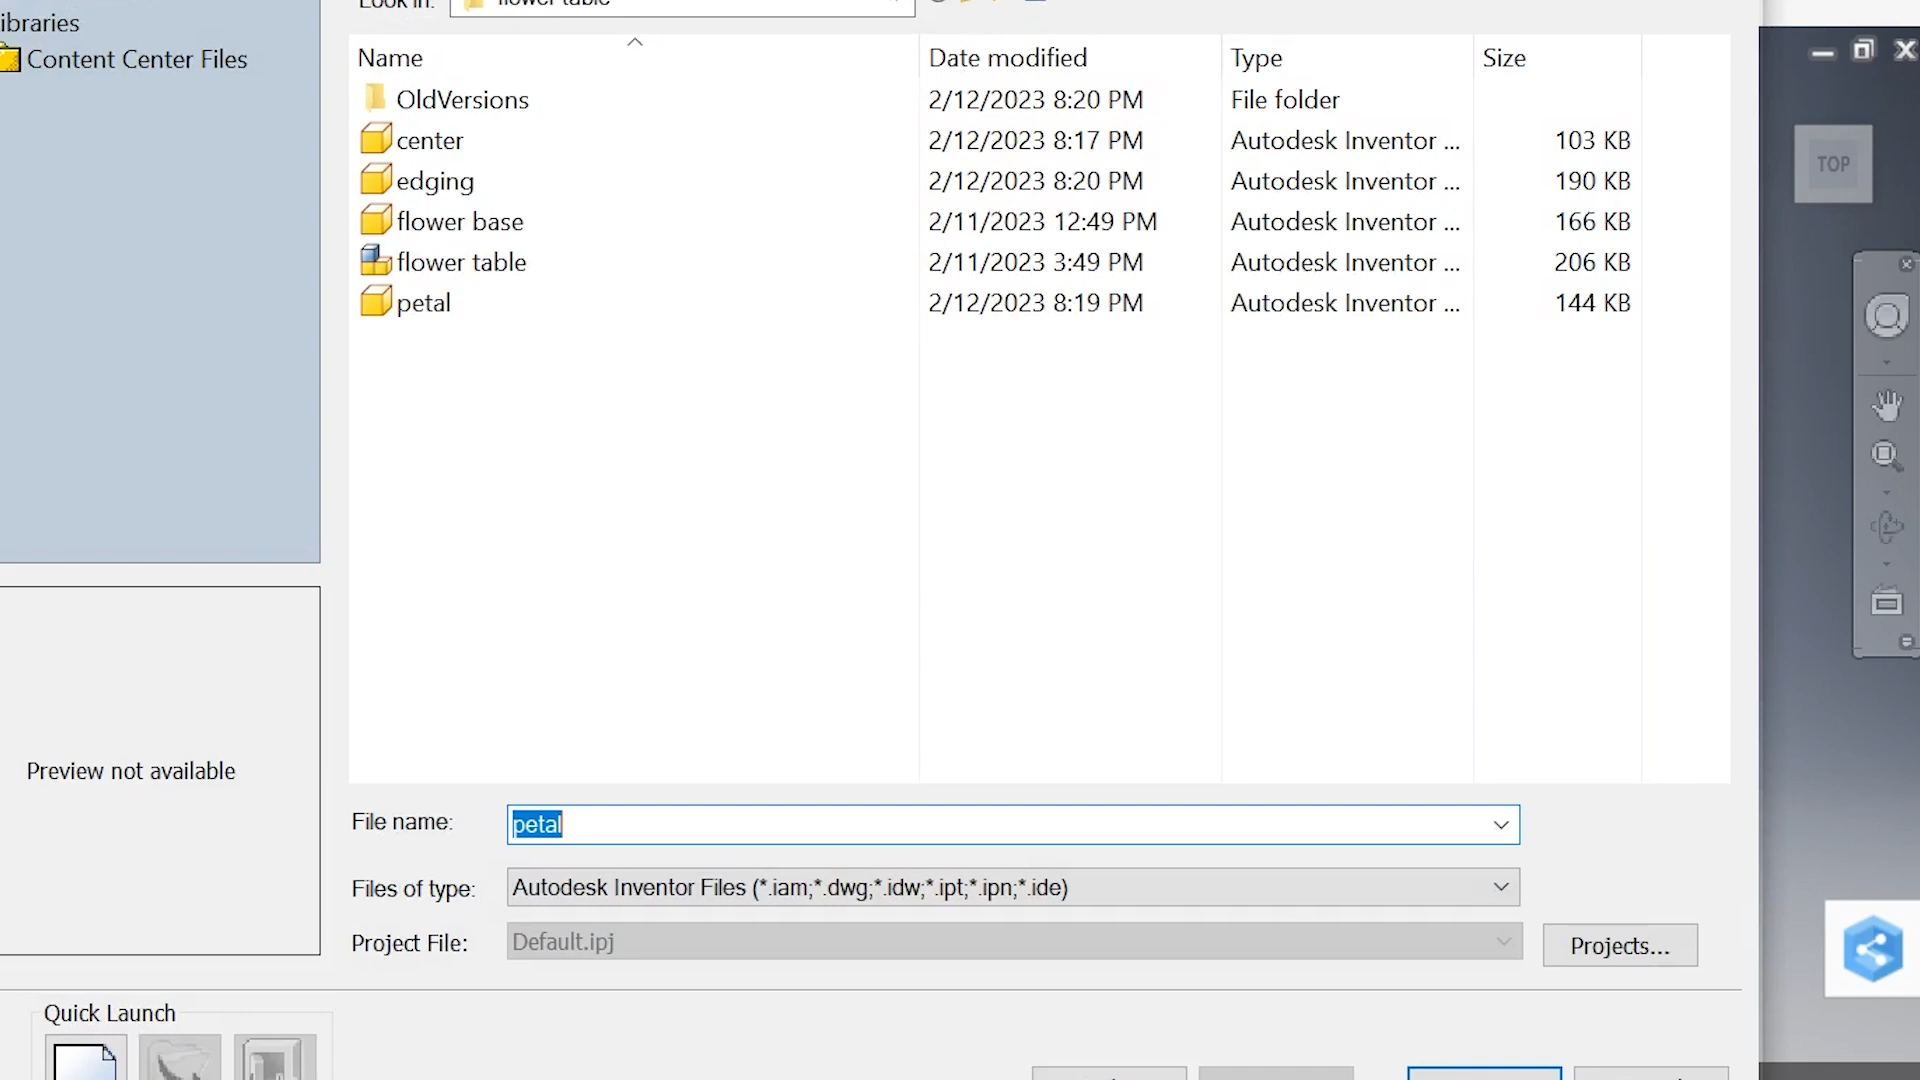 Look in:
flower table
ibraries
Content Center Files
Name Date modified Type Size
OldVersions 2/12/2023 8:20 PM File folder
center 2/12/2023 8:17 PM Autodesk Inventor ... 103 KB
edging 2/12/2023 8:20 PM Autodesk Inventor ... 190 KB
flower base 2/11/2023 12:49 PM Autodesk Inventor ... 166 KB
flower table 2/11/2023 3:49 PM Autodesk Inventor ... 206 KB
petal 2/12/2023 8:19 PM Autodesk Inventor ... 144 KB
TOP
Preview not available
File name: petal
Files of type: Autodesk Inventor Files (*.iam;*.dwg;*.idw;*.ipt;*.ipn;*.ide)
Project File: Default.ipj
Projects...
Quick Launch